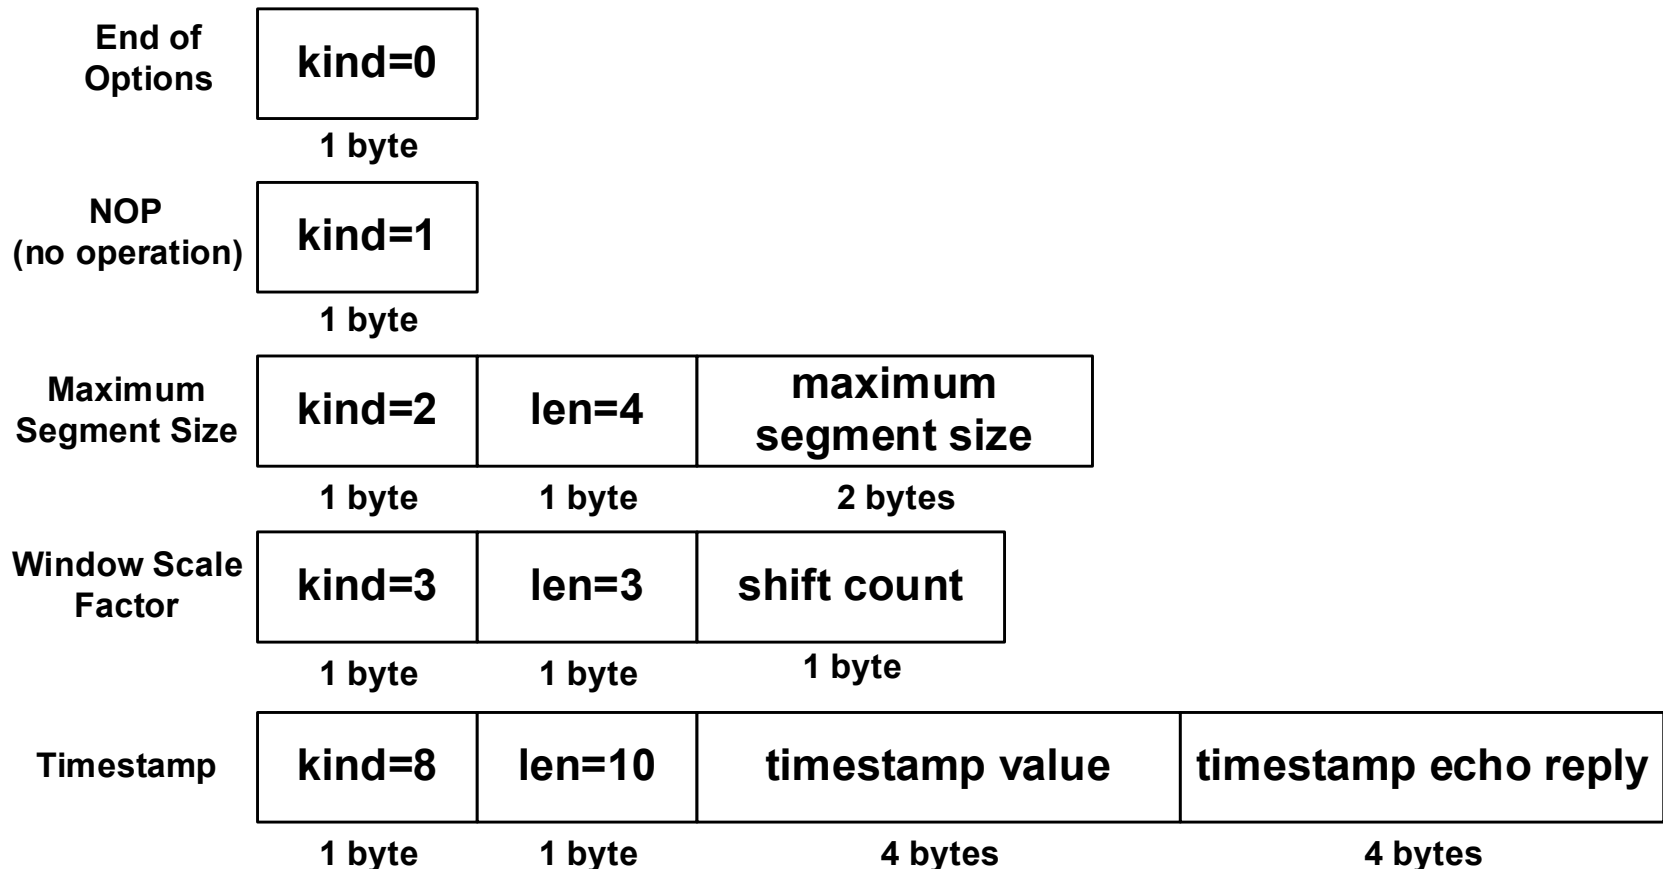 End of
Options
kind=0
1 byte
NOP
(no operation)
kind=1
1 byte
Maximum
Segment Size
kind=2
len=4
maximum
segment size
1 byte
1 byte
2 bytes
Window Scale
Factor
kind=3
len=3
shift count
1 byte
1 byte
1 byte
Timestamp
kind=8
len=10
timestamp value
timestamp echo reply
1 byte
1 byte
4 bytes
4 bytes